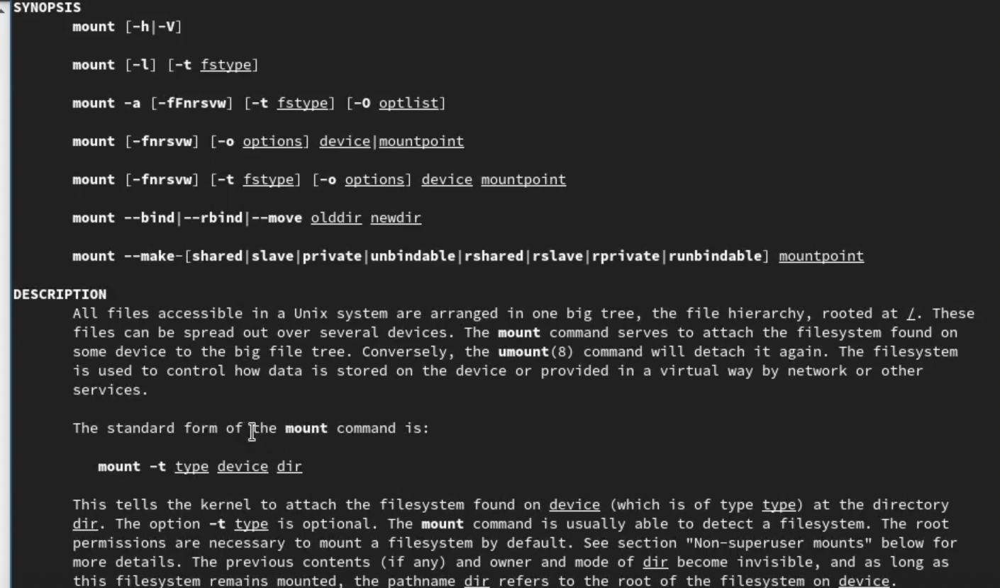 SYNOPSIS
mount [-h|-V]
mount [-l] [-t fstype]
mount -a [-fFnrsvw] [-t fstype] [-O optlist]
mount [-fnrsvw] [-o options] device|mountpoint
mount [-fnrsvw] [-t fstype] [-o options] device mountpoint
mount --bind|--rbind|--move olddir newdir
mount --make-[shared|slave|private|unbindable|rshared|rslave|rprivate|runbindable] mountpoint
DESCRIPTION
All files accessible in a Unix system are arranged in one big tree, the file hierarchy, rooted at /. These
files can be spread out over several devices. The mount command serves to attach the filesystem found on
some device to the big file tree. Conversely, the umount(8) command will detach it again. The filesystem
is used to control how data is stored on the device or provided in a virtual way by network or other
services.
The standard form of the mount command is:
mount -t type device dir
This tells the kernel to attach the filesystem found on device (which is of type type) at the directory
dir. The option -t type is optional. The mount command is usually able to detect a filesystem. The root
permissions are necessary to mount a filesystem by default. See section "Non-superuser mounts" below for
more details. The previous contents (if any) and owner and mode of dir become invisible, and as long as
this filesystem remains mounted, the pathname dir refers to the root of the filesystem on device.